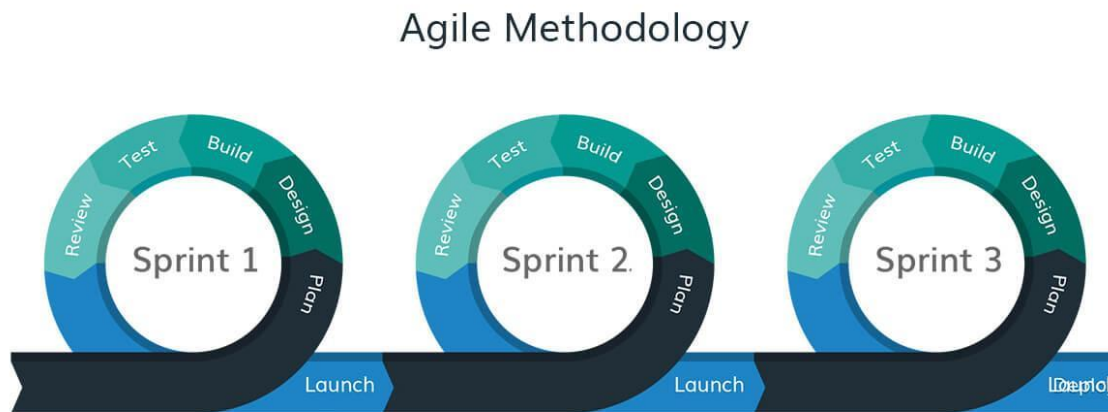 Agile Methodology
Build
Test
Design
Review
Sprint 1
Plan
Launch
Build
Test
Design
Review
Sprint 2.
Plan
Launch
Build
Test
Design
Review
Sprint 3
Plan